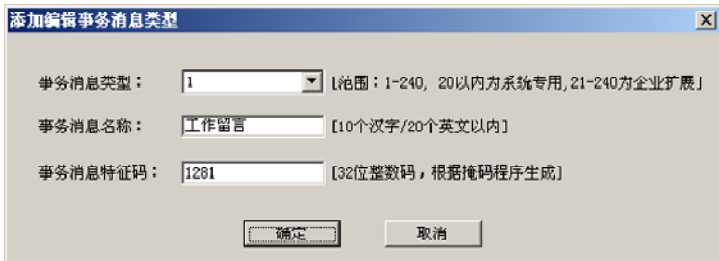 添加编辑事务消息类型
事务消息类型： 1 [范围：1-240, 20以内为系统专用,21-240为企业扩展]
事务消息名称： 工作留言 [10个汉字/20个英文以内]
事务消息特征码： 1281 [32位整数码，根据掩码程序生成]
确定 取消